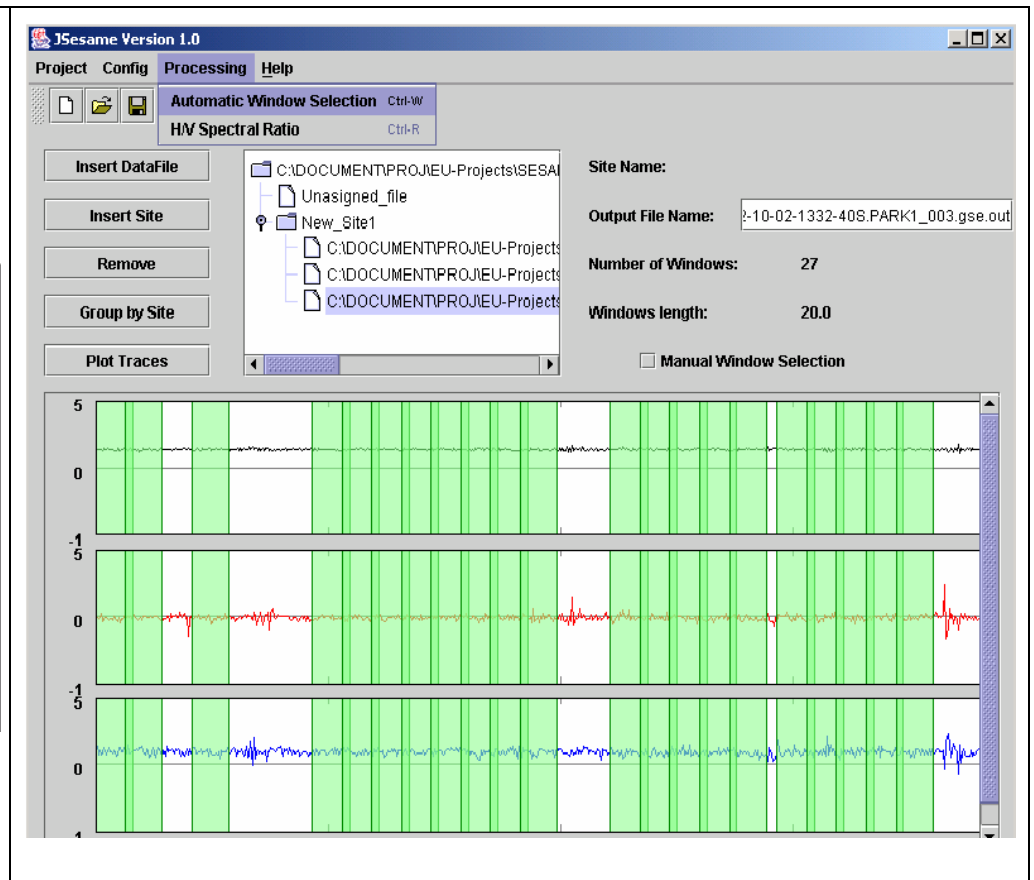 JSesame Version 1.0
Project Config Processing Help
Automatic Window Selection Ctrl-W
H/V Spectral Ratio Ctrl-R
Insert DataFile
Insert Site
Remove
Group by Site
Plot Traces
C:\DOCUMENT\PROJ\EU-Projects\SESAI
Unasigned_file
New_Site1
C:\DOCUMENT\PROJ\EU-Projects
C:\DOCUMENT\PROJ\EU-Projects
C:\DOCUMENT\PROJ\EU-Projects
Site Name:
Output File Name: 2-10-02-1332-40S.PARK1_003.gse.out
Number of Windows: 27
Windows length: 20.0
Manual Window Selection
5
0
-1
5
0
-1
5
0